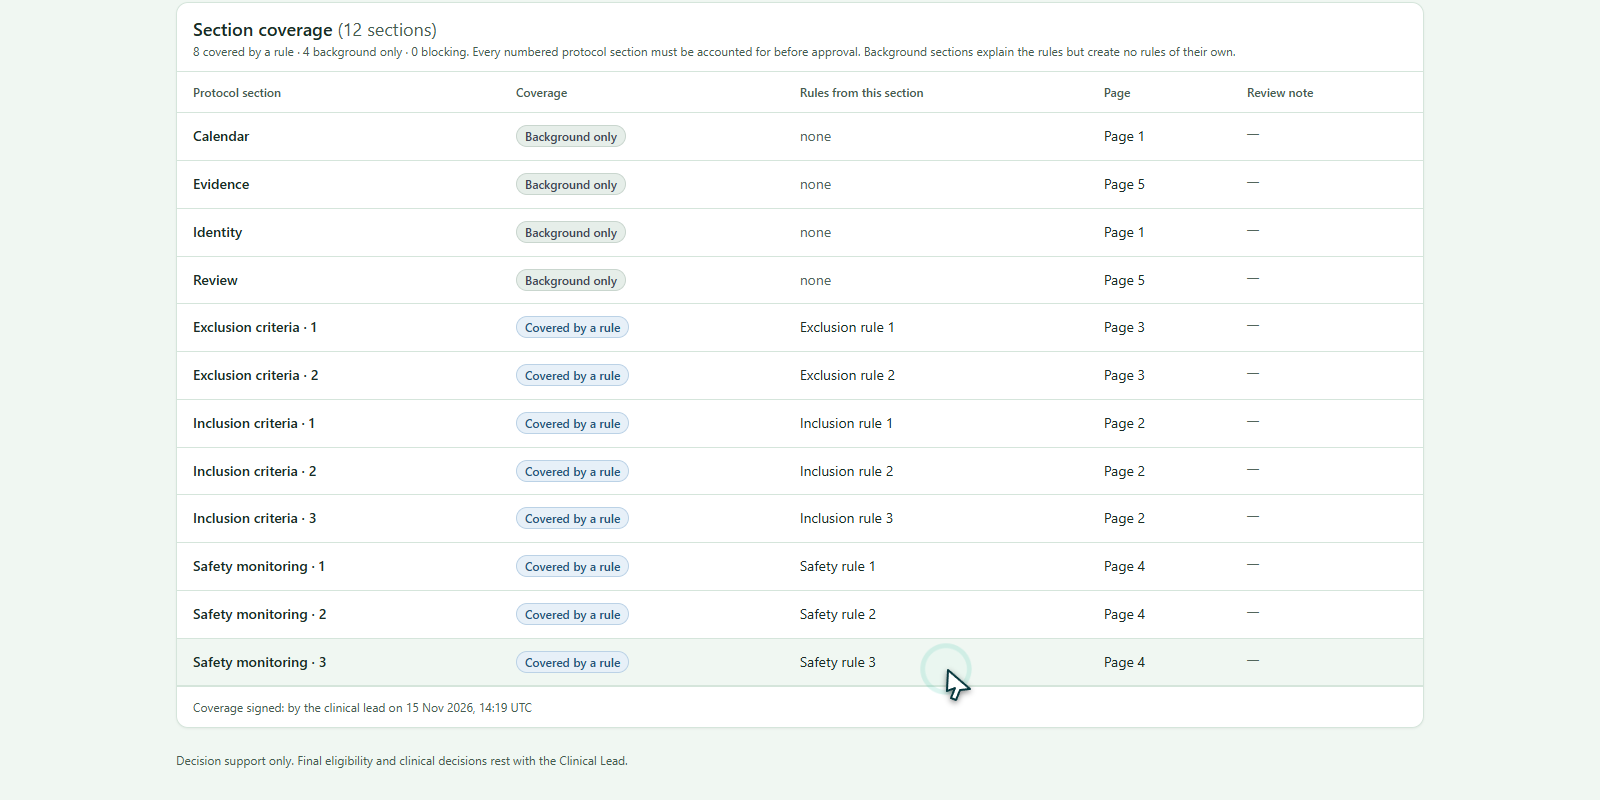 Section coverage (12 sections)
8 covered by a rule · 4 background only · 0 blocking. Every numbered protocol section must be accounted for before approval. Background sections explain the rules but create no rules of their own.
Protocol section Coverage Rules from this section Page Review note
Calendar Background only none Page 1 —
Evidence Background only none Page 5 —
Identity Background only none Page 1 —
Review Background only none Page 5 —
Exclusion criteria · 1 Covered by a rule Exclusion rule 1 Page 3 —
Exclusion criteria · 2 Covered by a rule Exclusion rule 2 Page 3 —
Inclusion criteria · 1 Covered by a rule Inclusion rule 1 Page 2 —
Inclusion criteria · 2 Covered by a rule Inclusion rule 2 Page 2 —
Inclusion criteria · 3 Covered by a rule Inclusion rule 3 Page 2 —
Safety monitoring · 1 Covered by a rule Safety rule 1 Page 4 —
Safety monitoring · 2 Covered by a rule Safety rule 2 Page 4 —
Safety monitoring · 3 Covered by a rule Safety rule 3 Page 4 —
Coverage signed: by the clinical lead on 15 Nov 2026, 14:19 UTC
Decision support only. Final eligibility and clinical decisions rest with the Clinical Lead.